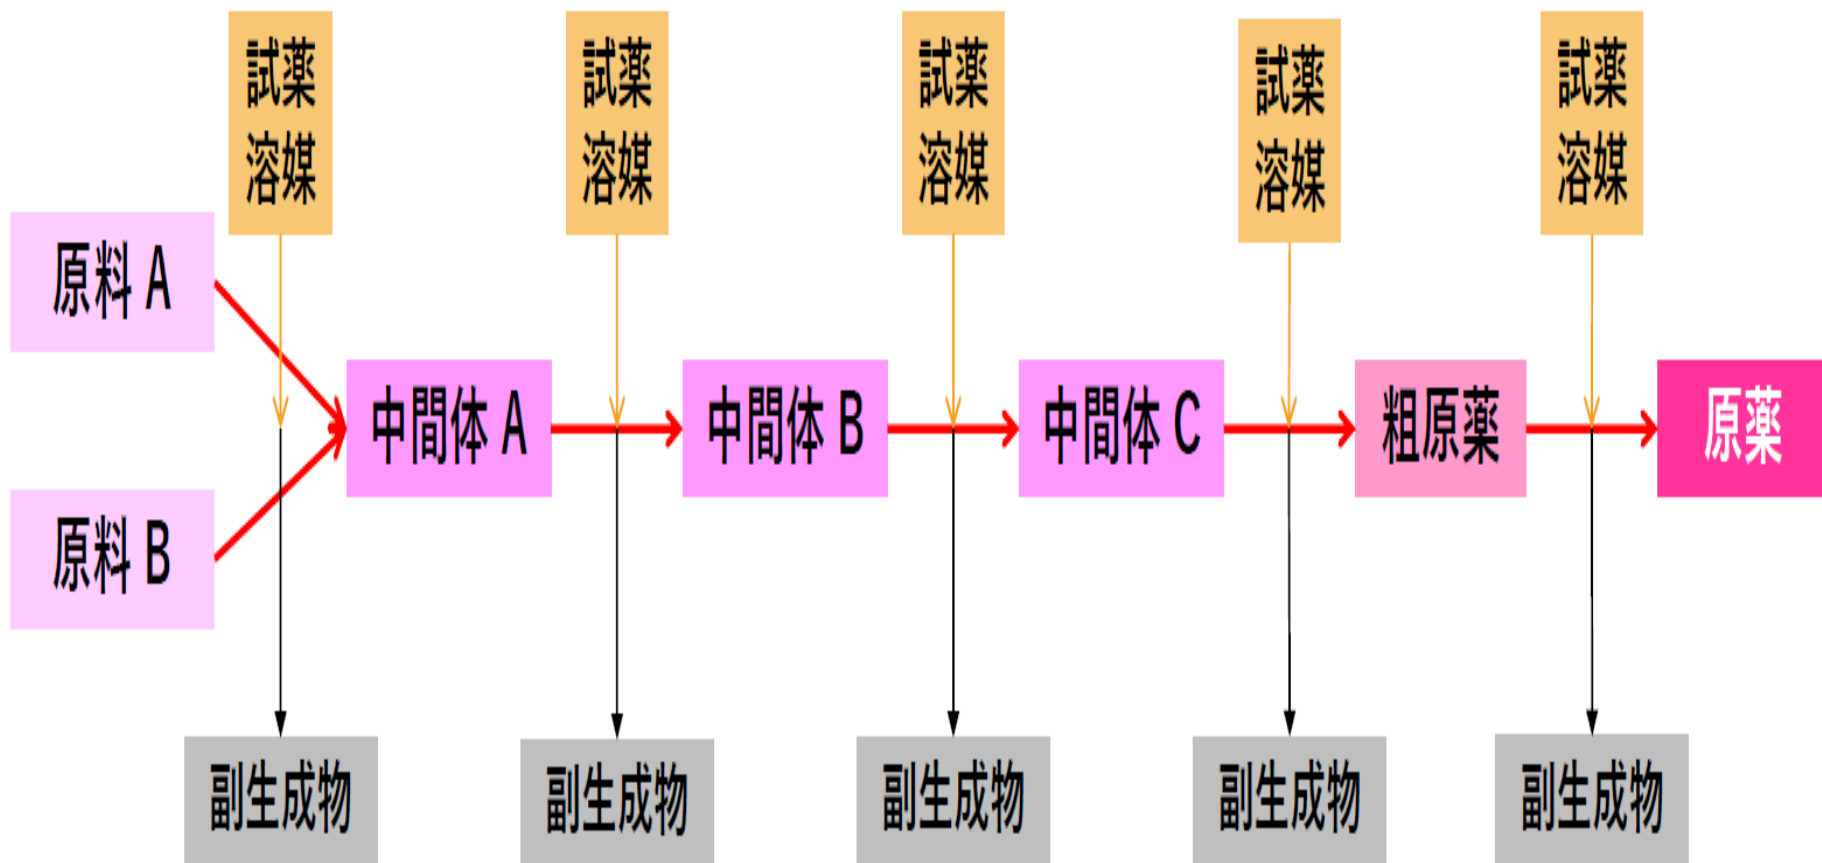 試薬
溶媒
試薬
溶媒
試薬
溶媒
試薬
溶媒
試薬
溶媒
原料 A
原料 B
中間体 A
中間体 B
中間体 C
粗原薬
原薬
副生成物
副生成物
副生成物
副生成物
副生成物